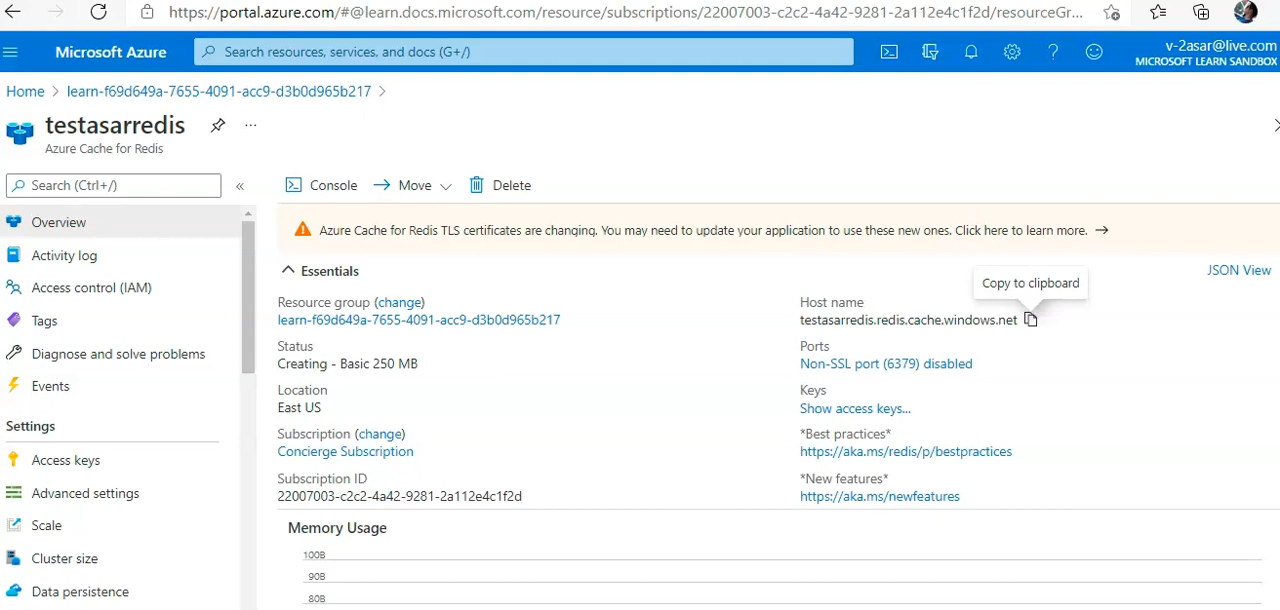 https://portal.azure.com/#@learn.docs.microsoft.com/resource/subscriptions/22007003-c2c2-4a42-9281-2a112e4c1f2d/resourceGr...
Microsoft Azure
Search resources, services, and docs (G+/)
v-2asar@live.com
MICROSOFT LEARN SANDBOX
Home > learn-f69d649a-7655-4091-acc9-d3b0d965b217 >
testasarredis ...
Azure Cache for Redis
Search (Ctrl+/) «
Console Move Delete
Overview
Activity log
Access control (IAM)
Tags
Diagnose and solve problems
Events
Settings
Access keys
Advanced settings
Scale
Cluster size
Data persistence
Azure Cache for Redis TLS certificates are changing. You may need to update your application to use these new ones. Click here to learn more. →
Essentials
JSON View
Copy to clipboard
Resource group (change)
learn-f69d649a-7655-4091-acc9-d3b0d965b217
Status
Creating - Basic 250 MB
Location
East US
Subscription (change)
Concierge Subscription
Subscription ID
22007003-c2c2-4a42-9281-2a112e4c1f2d
Host name
testasarredis.redis.cache.windows.net
Ports
Non-SSL port (6379) disabled
Keys
Show access keys...
*Best practices*
https://aka.ms/redis/p/bestpractices
*New features*
https://aka.ms/newfeatures
Memory Usage
100B
90B
80B